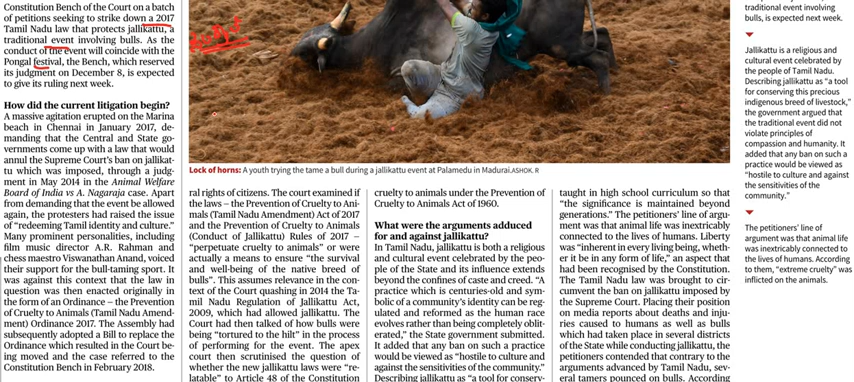 Constitution Bench of the Court on a batch
of petitions seeking to strike down a 2017
Tamil Nadu law that protects jallikattu, a
traditional event involving bulls. As the
conduct of the event will coincide with the
Pongal festival, the Bench, which reserved
its judgment on December 8, is expected
to give its ruling next week.
How did the current litigation begin?
A massive agitation erupted on the Marina
beach in Chennai in January 2017, de-
manding that the Central and State go-
vernments come up with a law that would
annul the Supreme Court's ban on jallikat-
tu which was imposed, through a judg-
ment in May 2014 in the Animal Welfare
Board of India vs A. Nagaraja case. Apart
from demanding that the event be allowed
again, the protesters had raised the issue
of "redeeming Tamil identity and culture."
Many prominent personalities, including
film music director A.R. Rahman and
chess maestro Viswanathan Anand, voiced
their support for the bull-taming sport. It
was against this context that the law in
question was then enacted originally in
the form of an Ordinance – the Prevention
of Cruelty to Animals (Tamil Nadu Amend-
ment) Ordinance 2017. The Assembly had
subsequently adopted a Bill to replace the
Ordinance which resulted in the Court be-
ing moved and the case referred to the
Constitution Bench in February 2018.
Lock of horns: A youth trying the tame a bull during a jallikattu event at Palamedu in Madurai. ASHOK. R
ral rights of citizens. The court examined if
the laws – the Prevention of Cruelty to Ani-
mals (Tamil Nadu Amendment) Act of 2017
and the Prevention of Cruelty to Animals
(Conduct of Jallikattu) Rules of 2017 –
"perpetuate cruelty to animals" or were
actually a means to ensure "the survival
and well-being of the native breed of
bulls". This assumes relevance in the con-
text of the Court quashing in 2014 the Ta-
mil Nadu Regulation of Jallikattu Act,
2009, which had allowed jallikattu. The
Court had then talked of how bulls were
being "tortured to the hilt" in the process
of performing for the event. The apex
court then scrutinised the question of
whether the new jallikattu laws were "re-
latable" to Article 48 of the Constitution
cruelty to animals under the Prevention of
Cruelty to Animals Act of 1960.
What were the arguments adduced
for and against jallikattu?
In Tamil Nadu, jallikattu is both a religious
and cultural event celebrated by the peo-
ple of the State and its influence extends
beyond the confines of caste and creed. "A
practice which is centuries-old and sym-
bolic of a community's identity can be reg-
ulated and reformed as the human race
evolves rather than being completely oblit-
erated," the State government submitted.
It added that any ban on such a practice
would be viewed as "hostile to culture and
against the sensitivities of the community."
Describing jallikattu as "a tool for conserv-
taught in high school curriculum so that
"the significance is maintained beyond
generations." The petitioners' line of argu-
ment was that animal life was inextricably
connected to the lives of humans. Liberty
was "inherent in every living being, wheth-
er it be in any form of life," an aspect that
had been recognised by the Constitution.
The Tamil Nadu law was brought to cir-
cumvent the ban on jallikattu imposed by
the Supreme Court. Placing their position
on media reports about deaths and inju-
ries caused to humans as well as bulls
which had taken place in several districts
of the State while conducting jallikattu, the
petitioners contended that contrary to the
arguments advanced by Tamil Nadu, sev-
eral tamers pounced on bulls. According
traditional event involving
bulls, is expected next week.
Jallikattu is a religious and
cultural event celebrated by
the people of Tamil Nadu.
Describing jallikattu as "a tool
for conserving this precious
indigenous breed of livestock,"
the government argued that
the traditional event did not
violate principles of
compassion and humanity. It
added that any ban on such a
practice would be viewed as
"hostile to culture and against
the sensitivities of the
community."
The petitioners' line of
argument was that animal life
was inextricably connected to
the lives of humans. According
to them, "extreme cruelty" was
inflicted on the animals.